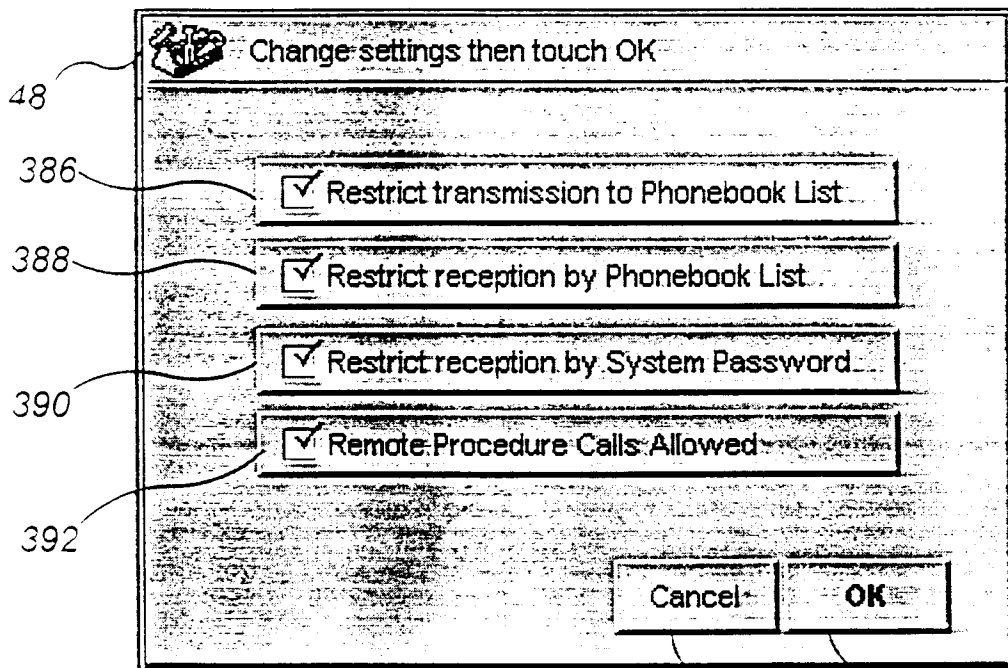 Change settings then touch OK
48
386
Restrict transmission to Phonebook List
388
Restrict reception by Phonebook List
390
Restrict reception by System Password
392
Remote Procedure Calls Allowed
Cancel
OK